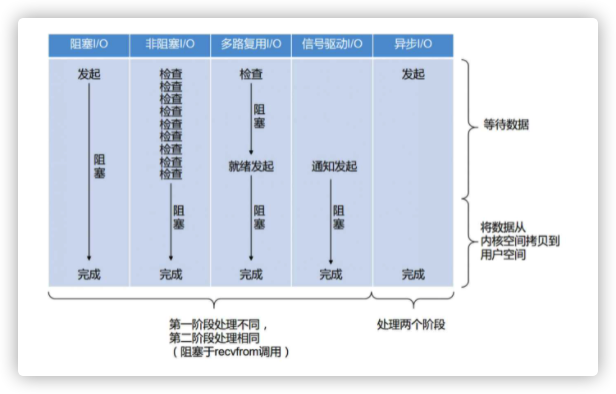 阻塞I/O 非阻塞I/O 多路复用I/O 信号驱动I/O 异步I/O
发起 检查 检查 发起
检查
检查
检查
检查
检查
检查
检查
检查
阻塞
阻塞
就绪发起 通知发起
阻塞 阻塞 阻塞
完成 完成 完成 完成 完成
等待数据
将数据从
内核空间拷贝到
用户空间
第一阶段处理不同，
第二阶段处理相同
（阻塞于recvfrom调用）
处理两个阶段